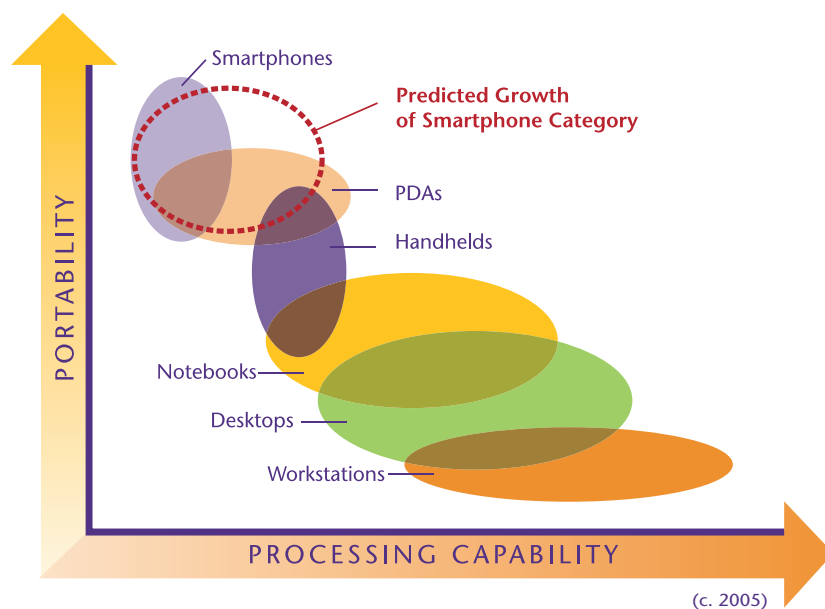 Smartphones
Predicted Growth
of Smartphone Category
PDAs
Handhelds
Notebooks
Desktops
Workstations
PORTABILITY
PROCESSING CAPABILITY
(c. 2005)